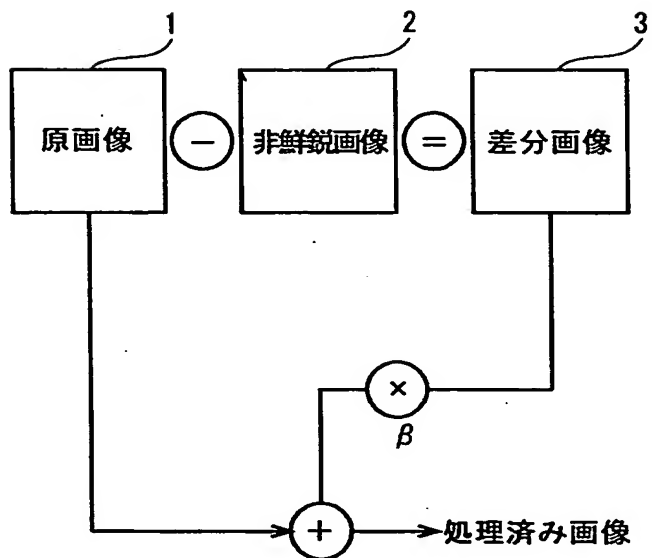 1 2 3
原画像 − 非鮮鋭画像 = 差分画像
×
β
+ 処理済み画像